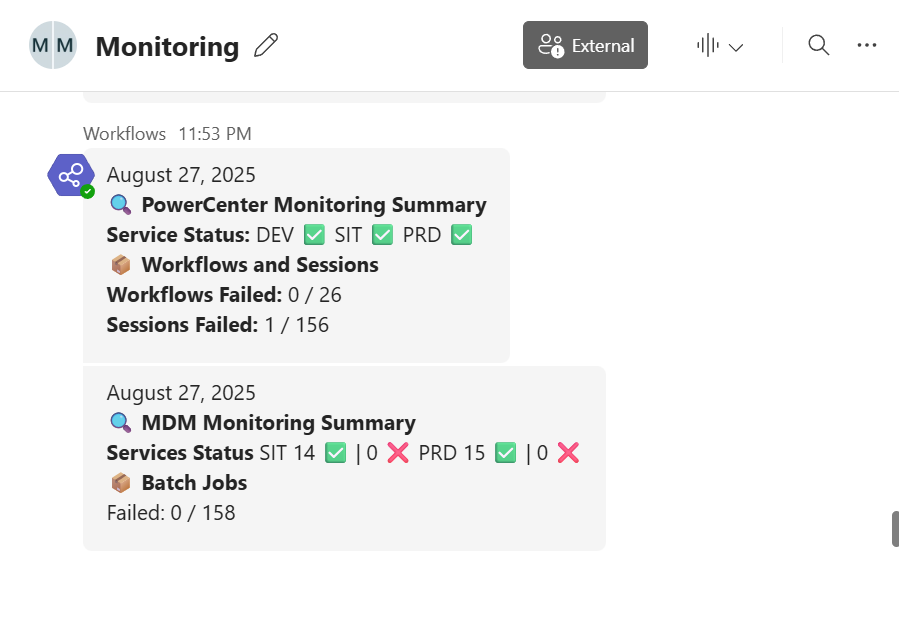 MM Monitoring External
Workflows 11:53 PM
August 27, 2025
🔍 PowerCenter Monitoring Summary
Service Status: DEV ✅ SIT ✅ PRD ✅
📦 Workflows and Sessions
Workflows Failed: 0 / 26
Sessions Failed: 1 / 156
August 27, 2025
🔍 MDM Monitoring Summary
Services Status SIT 14 ✅ | 0 ❌ PRD 15 ✅ | 0 ❌
📦 Batch Jobs
Failed: 0 / 158